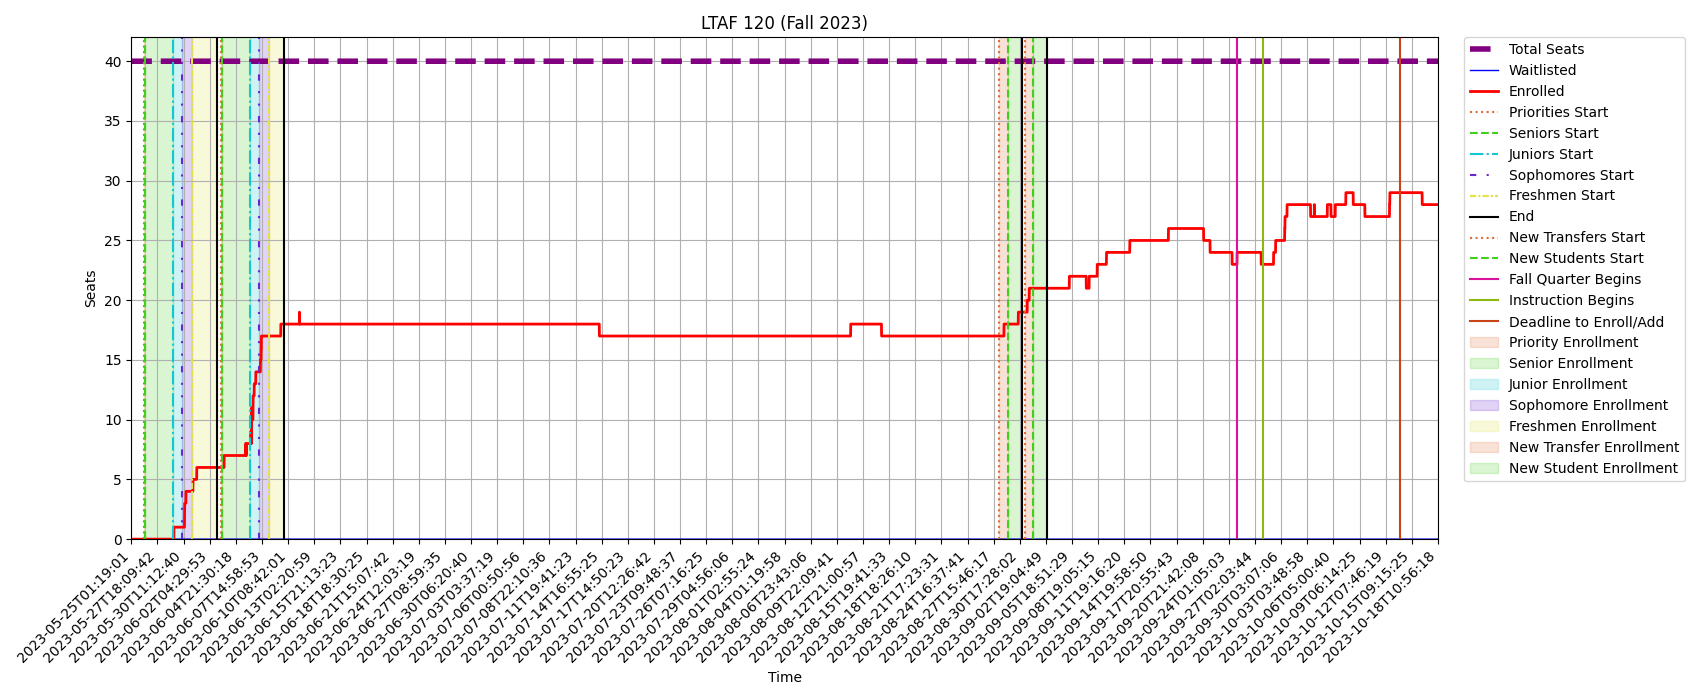 LTAF 120 (Fall 2023)
Seats
40
35
30
25
20
15
10
5
0
2023-05-25T01:19:01
2023-05-27T18:09:42
2023-05-30T11:12:40
2023-06-02T04:29:53
2023-06-04T21:30:18
2023-06-07T14:58:53
2023-06-10T08:42:01
2023-06-13T02:20:59
2023-06-15T21:13:23
2023-06-18T18:30:25
2023-06-21T15:07:42
2023-06-24T12:03:19
2023-06-27T08:59:35
2023-06-30T06:20:40
2023-07-03T03:37:19
2023-07-06T00:50:56
2023-07-08T22:10:36
2023-07-11T19:41:23
2023-07-14T16:55:25
2023-07-17T14:50:23
2023-07-20T12:26:42
2023-07-23T09:48:37
2023-07-26T07:16:25
2023-07-29T04:56:06
2023-08-01T02:55:24
2023-08-04T01:19:58
2023-08-06T23:43:06
2023-08-09T22:09:41
2023-08-12T21:00:57
2023-08-15T19:41:33
2023-08-18T18:26:10
2023-08-21T17:23:31
2023-08-24T16:37:41
2023-08-27T15:46:17
2023-08-30T17:28:02
2023-09-02T19:04:49
2023-09-05T18:51:29
2023-09-08T19:05:15
2023-09-11T19:16:20
2023-09-14T19:58:50
2023-09-17T20:55:43
2023-09-20T21:42:08
2023-09-24T01:05:03
2023-09-27T02:03:44
2023-09-30T03:07:06
2023-10-03T03:48:58
2023-10-06T05:00:40
2023-10-09T06:14:25
2023-10-12T07:46:19
2023-10-15T09:15:25
2023-10-18T10:56:18
Time
Total Seats
Waitlisted
Enrolled
Priorities Start
Seniors Start
Juniors Start
Sophomores Start
Freshmen Start
End
New Transfers Start
New Students Start
Fall Quarter Begins
Instruction Begins
Deadline to Enroll/Add
Priority Enrollment
Senior Enrollment
Junior Enrollment
Sophomore Enrollment
Freshmen Enrollment
New Transfer Enrollment
New Student Enrollment